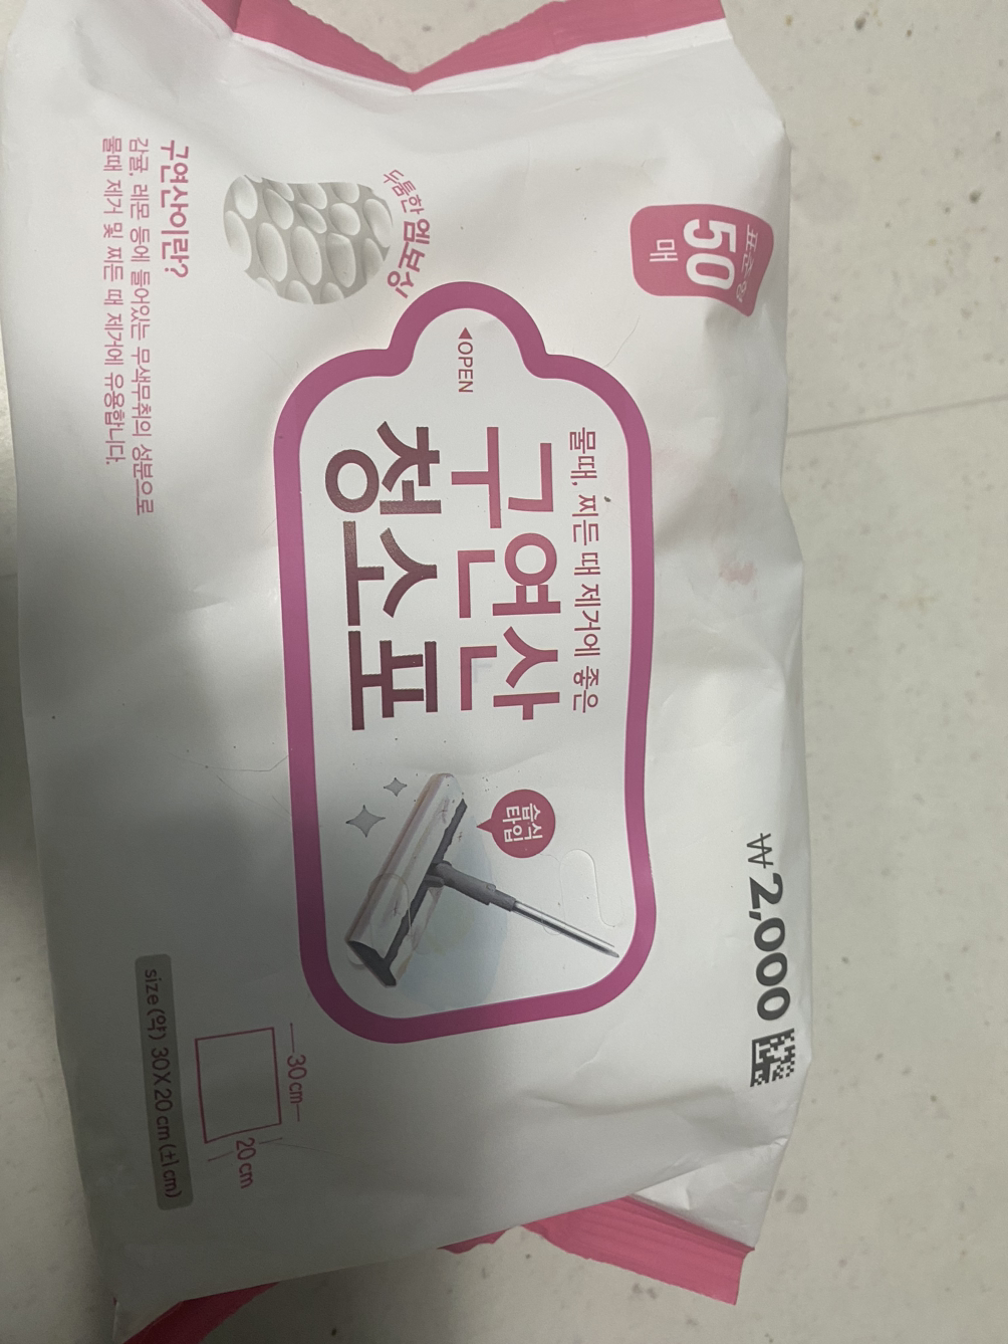 표준형
50
매
₩2,000
두툼한 엠보싱
◀OPEN
물때, 찌든 때 제거에 좋은
구연산
청소포
습식
타입
구연산이란?
감귤, 레몬 등에 들어있는 무색무취의 성분으로
물때 제거 및 찌든 때 제거에 유용합니다.
30cm
20cm
size(약) 30X20cm(±1cm)